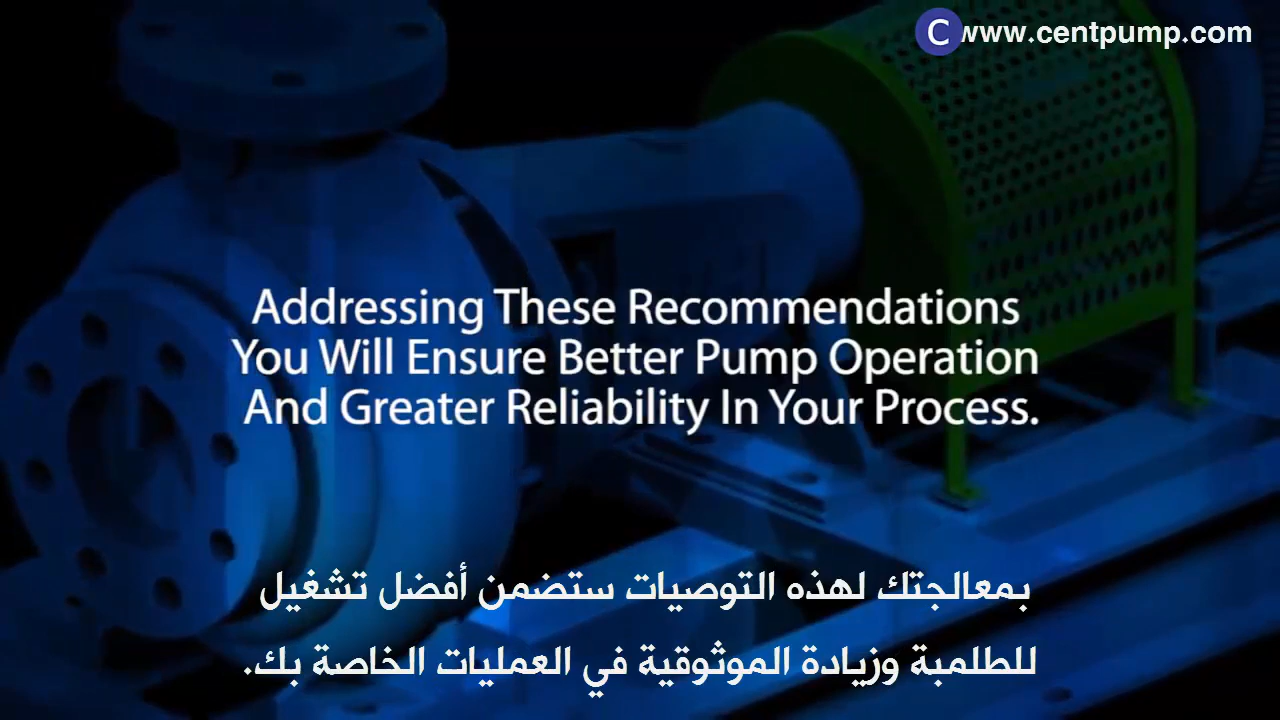 C www.centpump.com
Addressing These Recommendations
You Will Ensure Better Pump Operation
And Greater Reliability In Your Process.
بمعالجتك لهذه التوصيات ستضمن أفضل تشغيل
للطلمبة وزيادة الموثوقية في العمليات الخاصة بك.